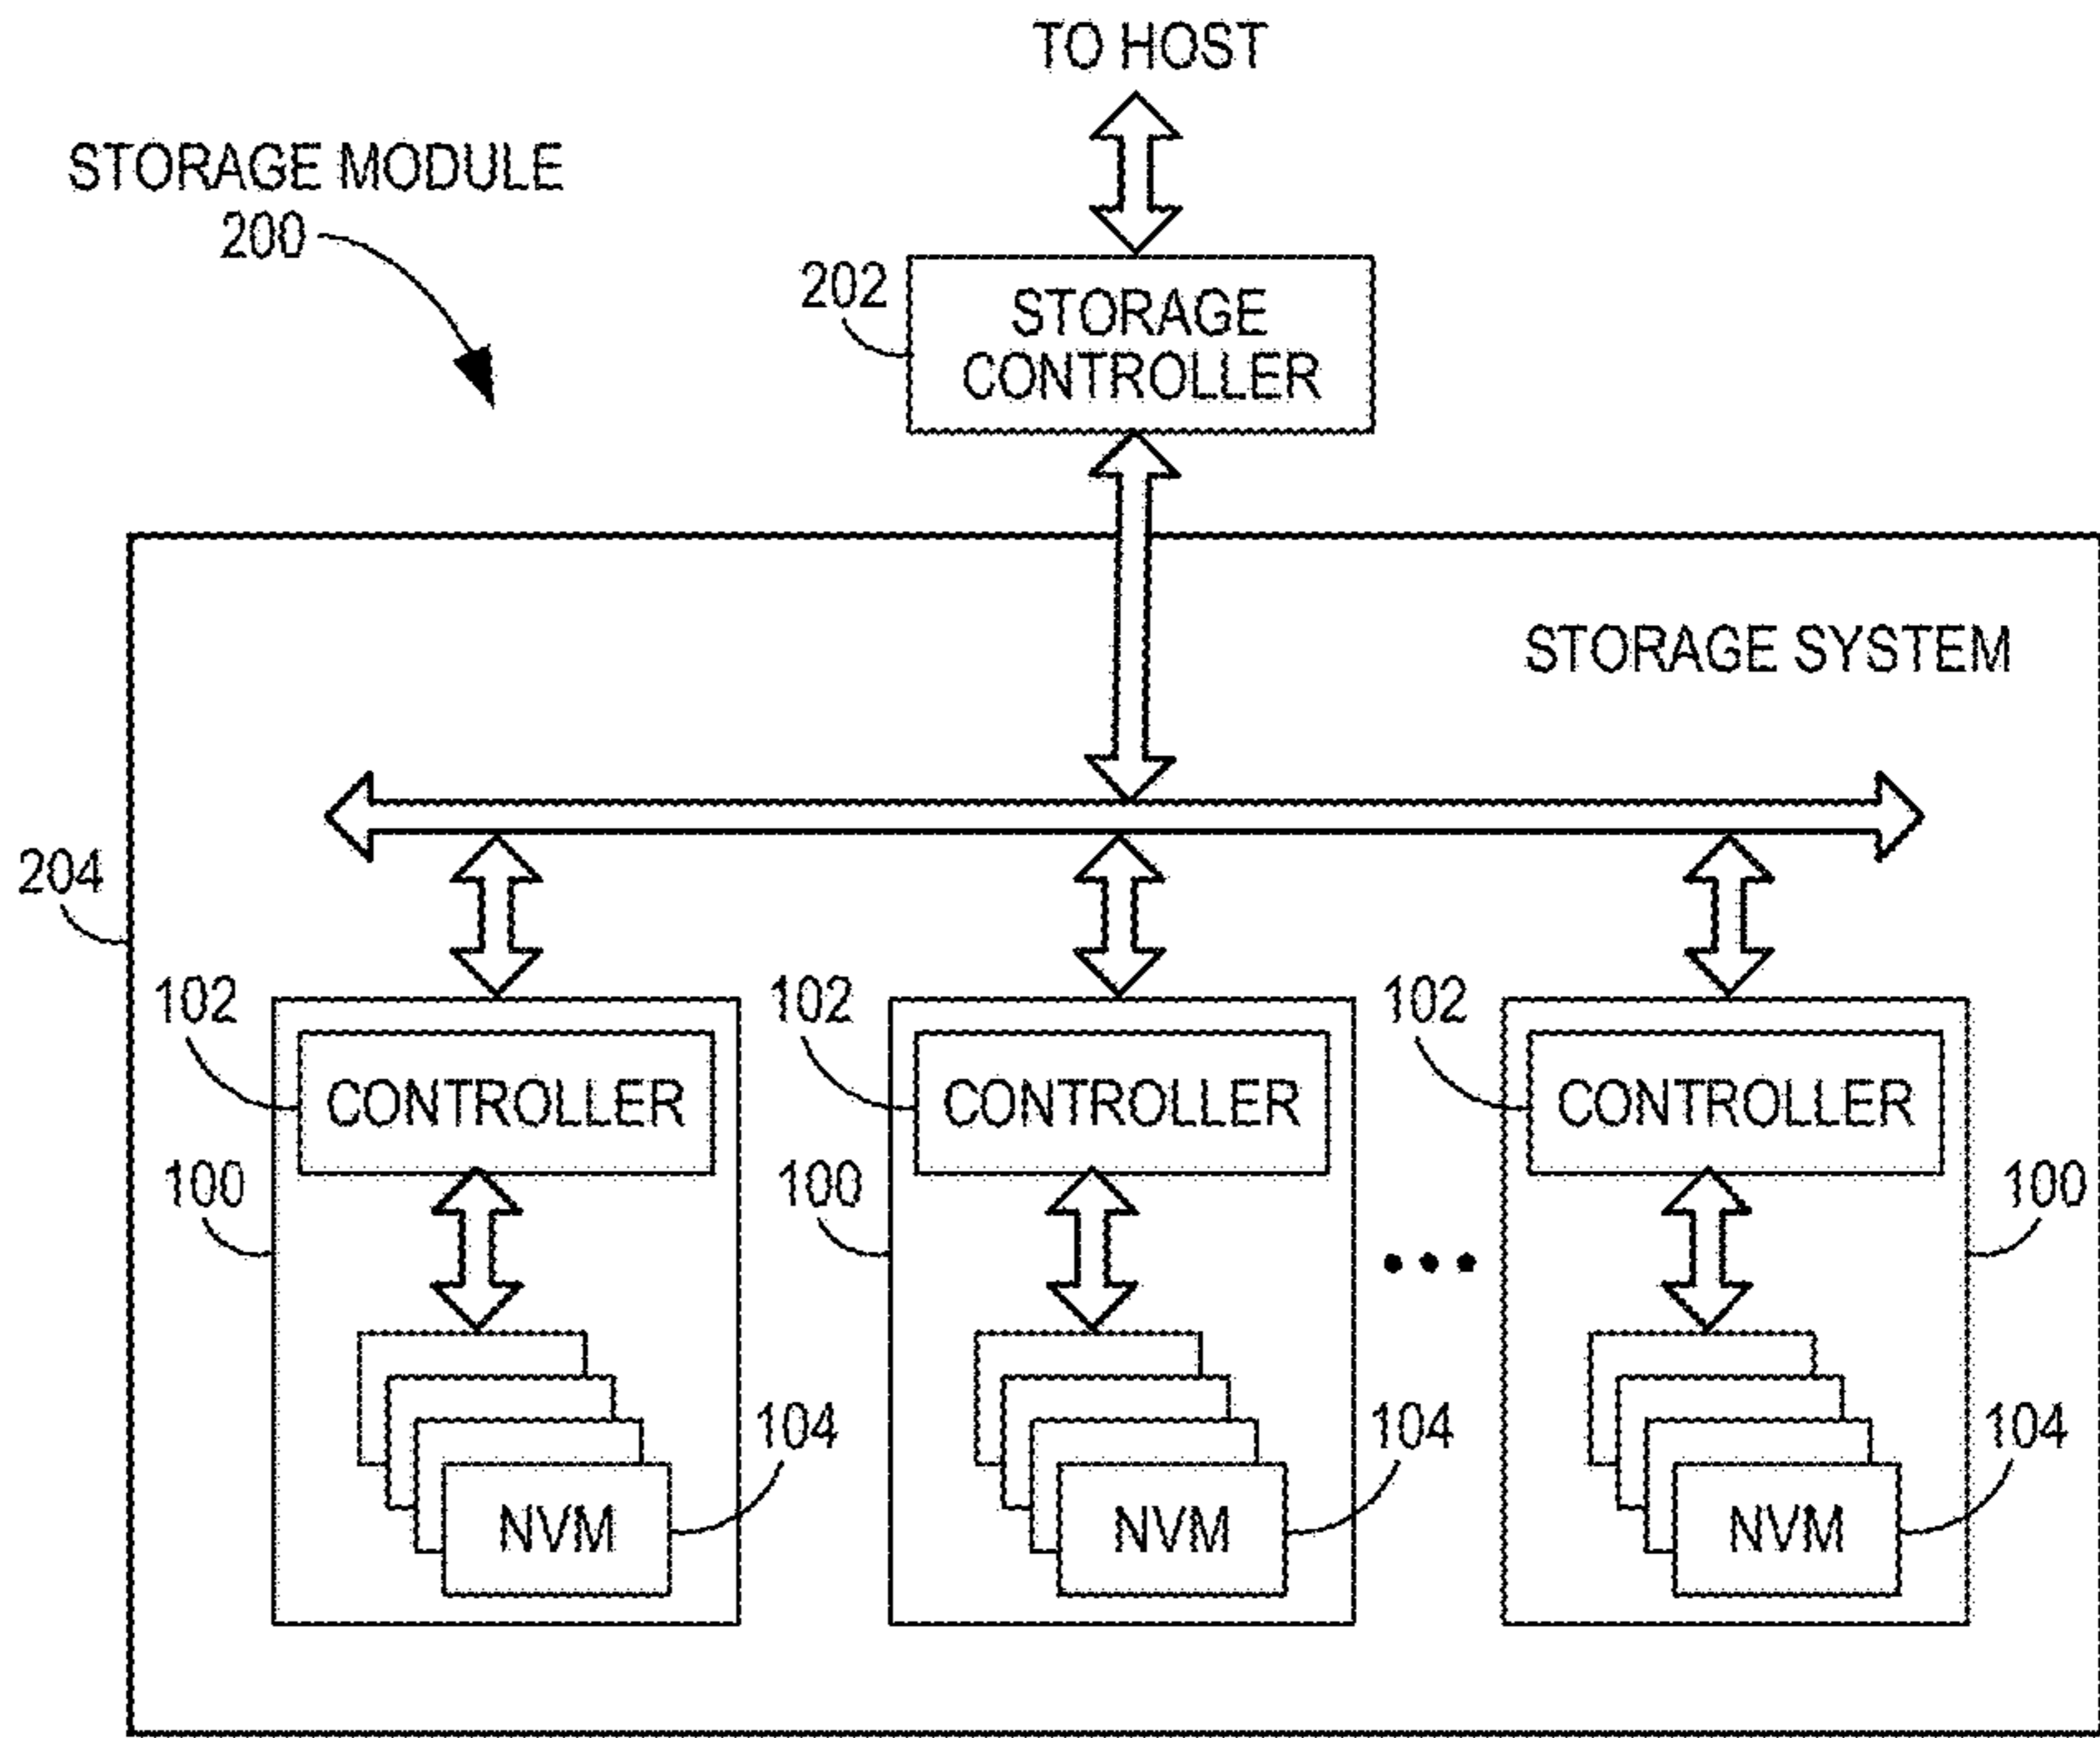 TO HOST
STORAGE MODULE
200
202
STORAGE
CONTROLLER
STORAGE SYSTEM
204
102
102
102
CONTROLLER
CONTROLLER
CONTROLLER
100
100
100
104
104
104
NVM
NVM
NVM